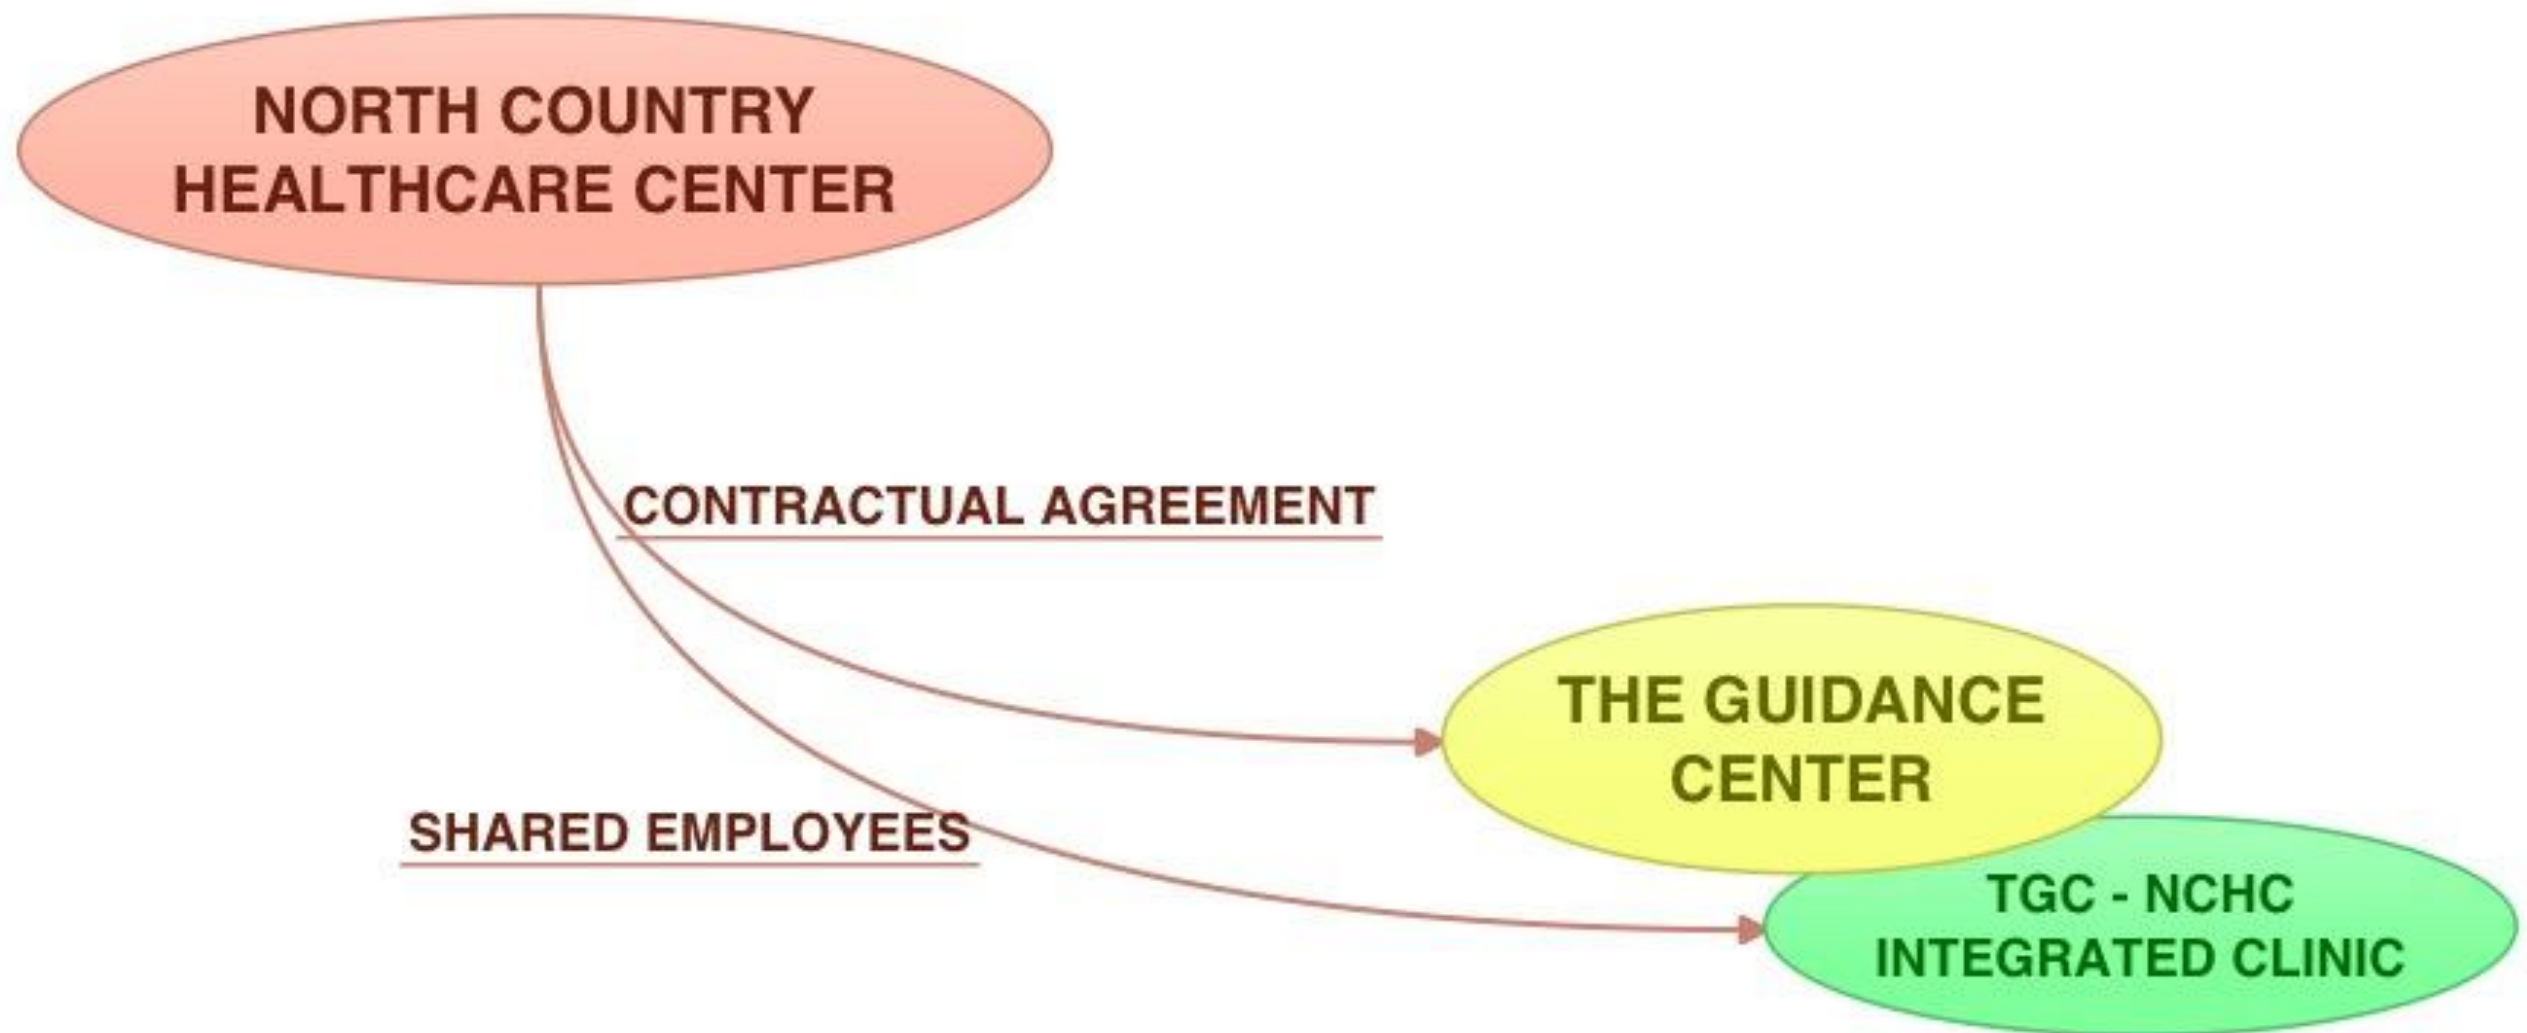 NORTH COUNTRY
HEALTHCARE CENTER
CONTRACTUAL AGREEMENT
THE GUIDANCE
CENTER
SHARED EMPLOYEES
TGC - NCHC
INTEGRATED CLINIC